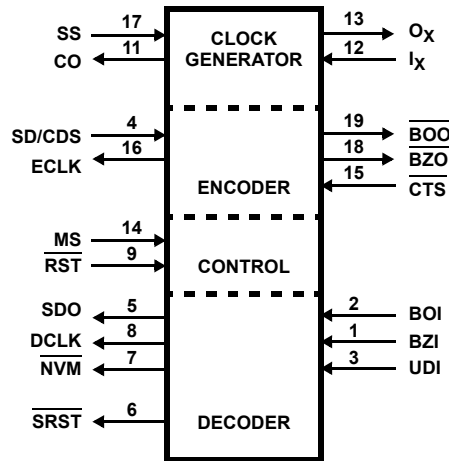 SS 17 CLOCK GENERATOR 13 OX
CO 11 12 IX
SD/CDS 4 19 BOO
ECLK 16 18 BZO
ENCODER 15 CTS
MS 14
RST 9 CONTROL
SDO 5 2 BOI
DCLK 8 1 BZI
NVM 7 3 UDI
SRST 6 DECODER